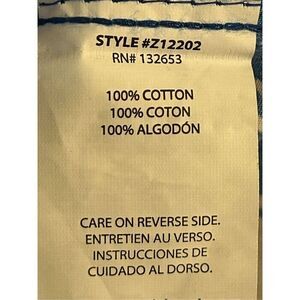 STYLE #Z12202
RN# 132653
100% COTTON
100% COTON
100% ALGODÓN
CARE ON REVERSE SIDE.
ENTRETIEN AU VERSO.
INSTRUCCIONES DE
CUIDADO AL DORSO.